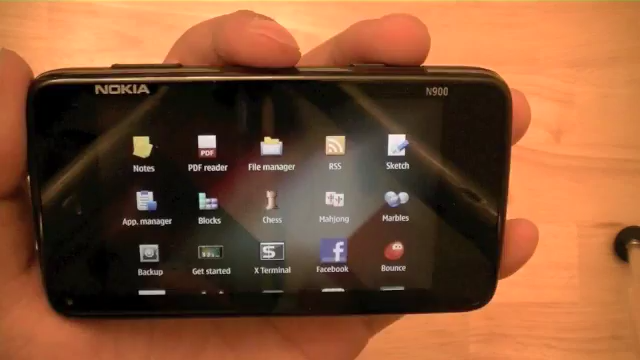 NOKIA N900
Notes PDF reader File manager RSS Sketch
App. manager Blocks Chess Mahjong Marbles
Backup Get started X Terminal Facebook Bounce